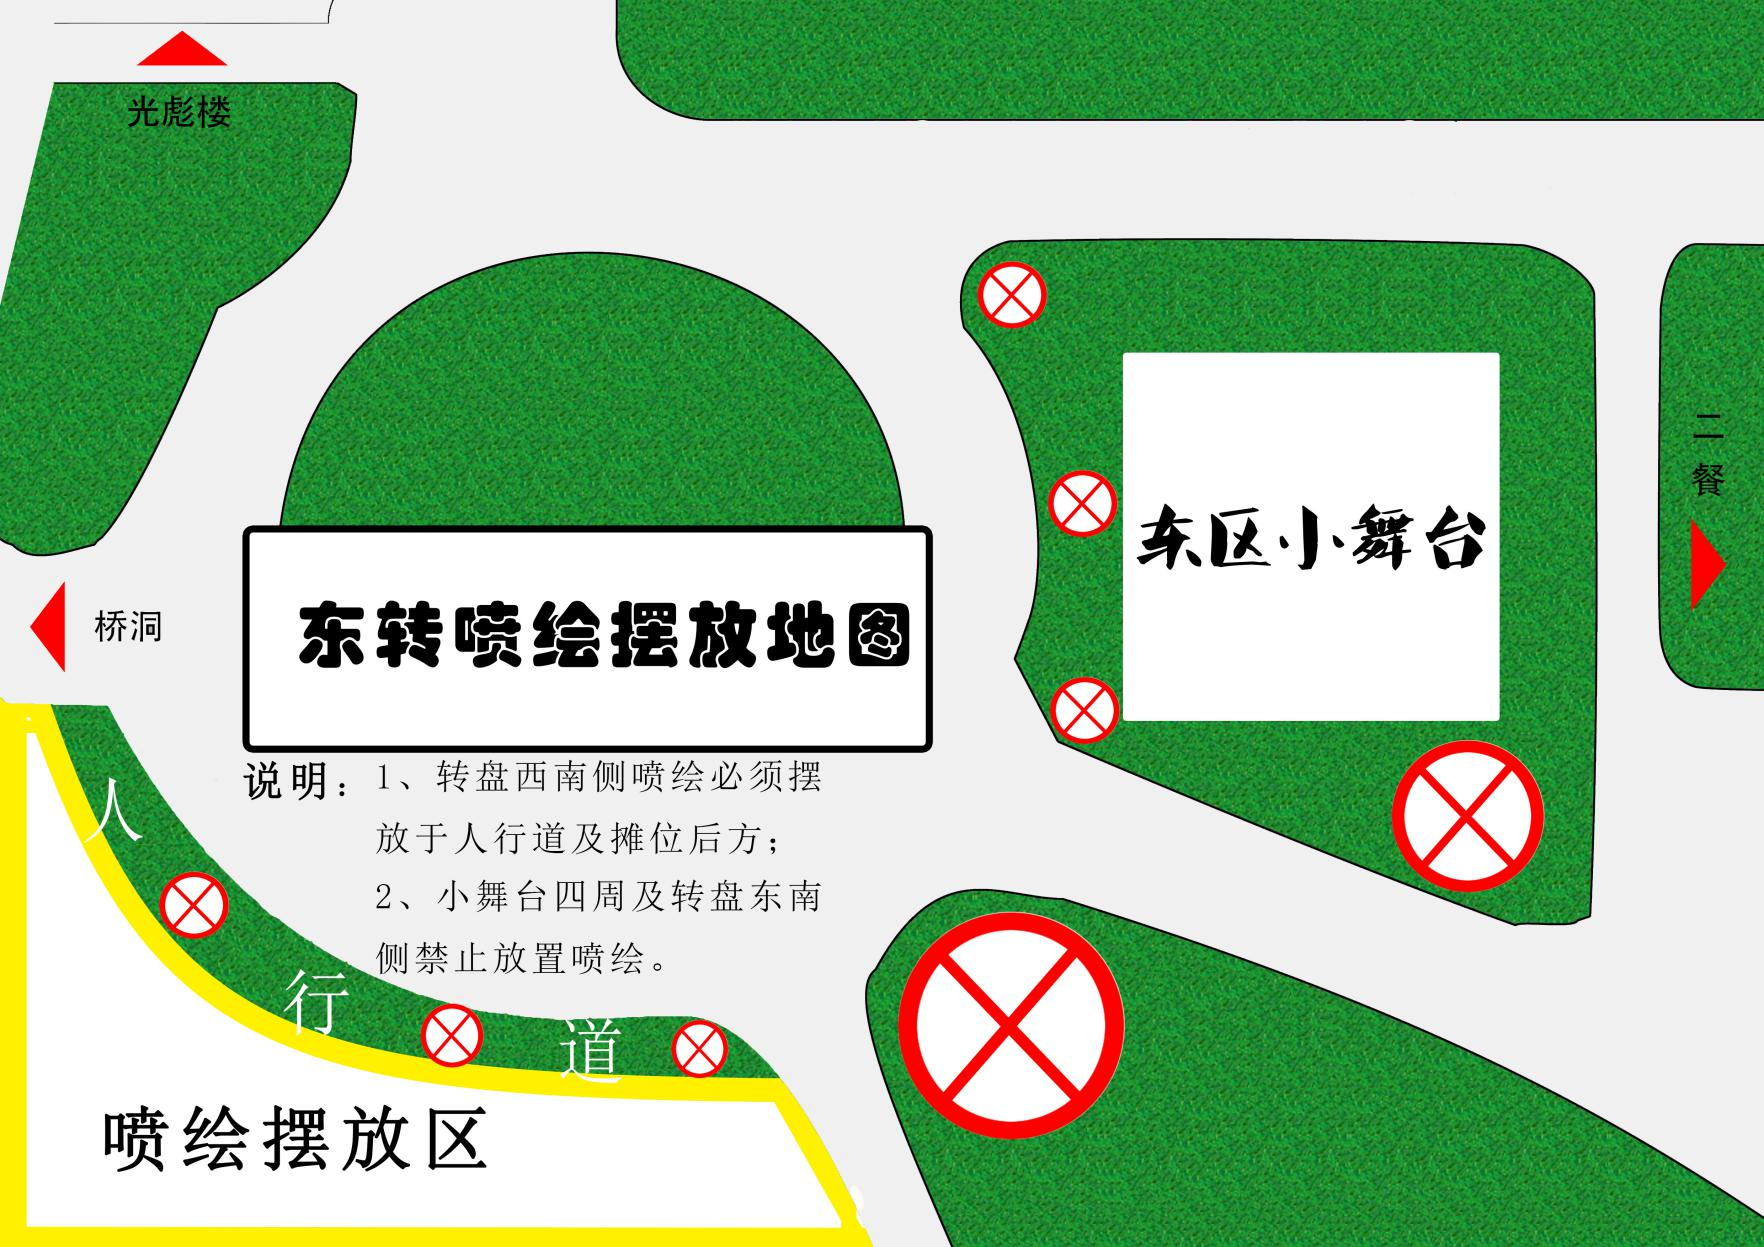 光彪楼
二餐
东区小舞台
桥洞
东转喷绘摆放地图
说明：1、转盘西南侧喷绘必须摆
放于人行道及摊位后方；
2、小舞台四周及转盘东南
侧禁止放置喷绘。
人行道
喷绘摆放区